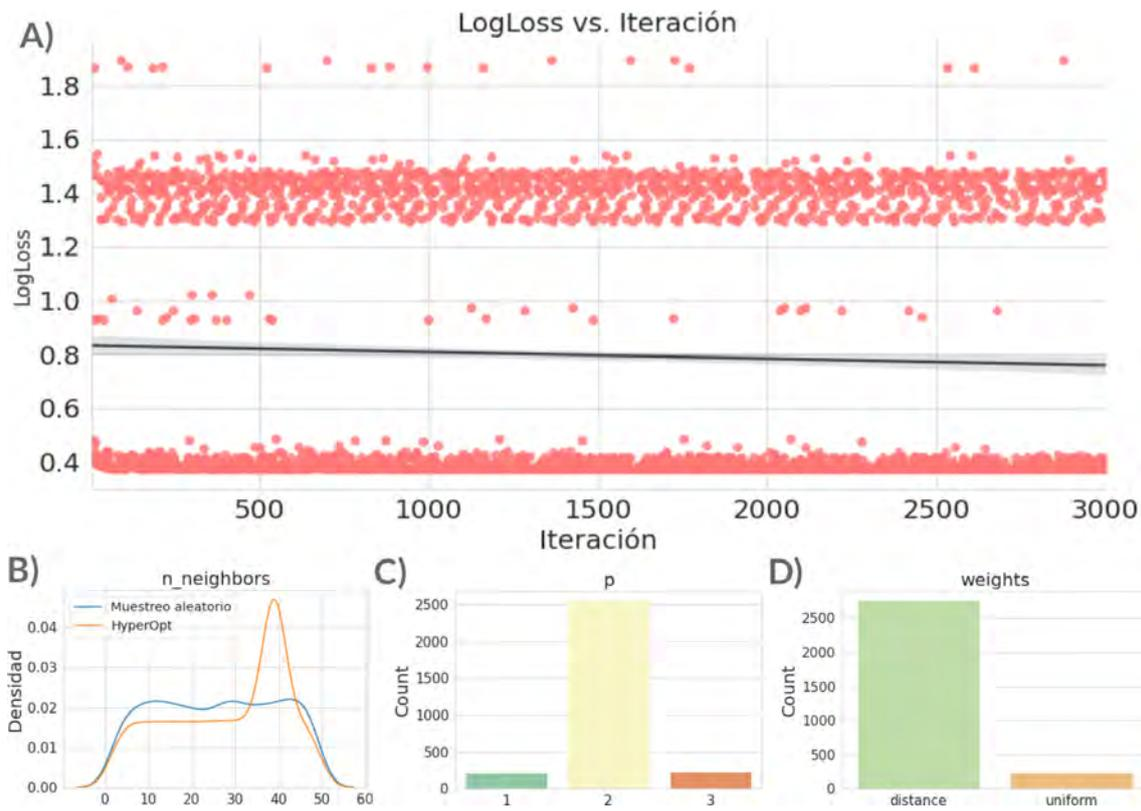 LogLoss vs. Iteración
A)
1.8
1.6
1.4
1.2
1.0
0.8
0.6
0.4
LogLoss
500
1000
1500
2000
2500
3000
Iteración
B)
n_neighbors
Muestreo aleatorio
HyperOpt
0.04
0.03
0.02
0.01
0.00
Densidad
0
10
20
30
40
50
60
C)
p
2500
2000
1500
1000
500
0
Count
1
2
3
D)
weights
2500
2000
1500
1000
500
0
Count
distance
uniform